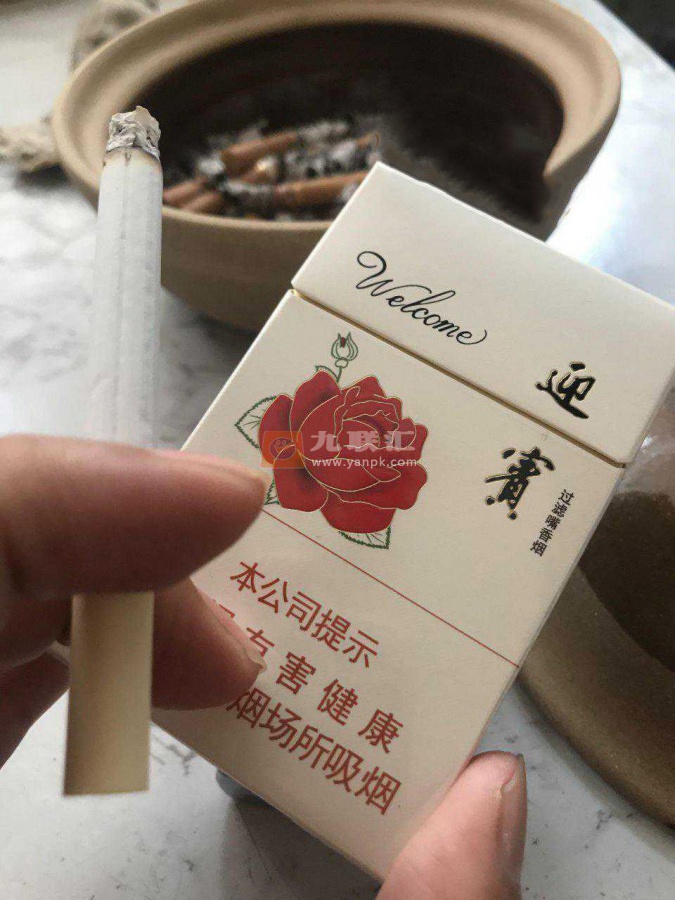 Welcome
迎
賓
过滤嘴香烟
九联汇
www.yanpk.com
本公司提示
有害健康
烟场所吸烟